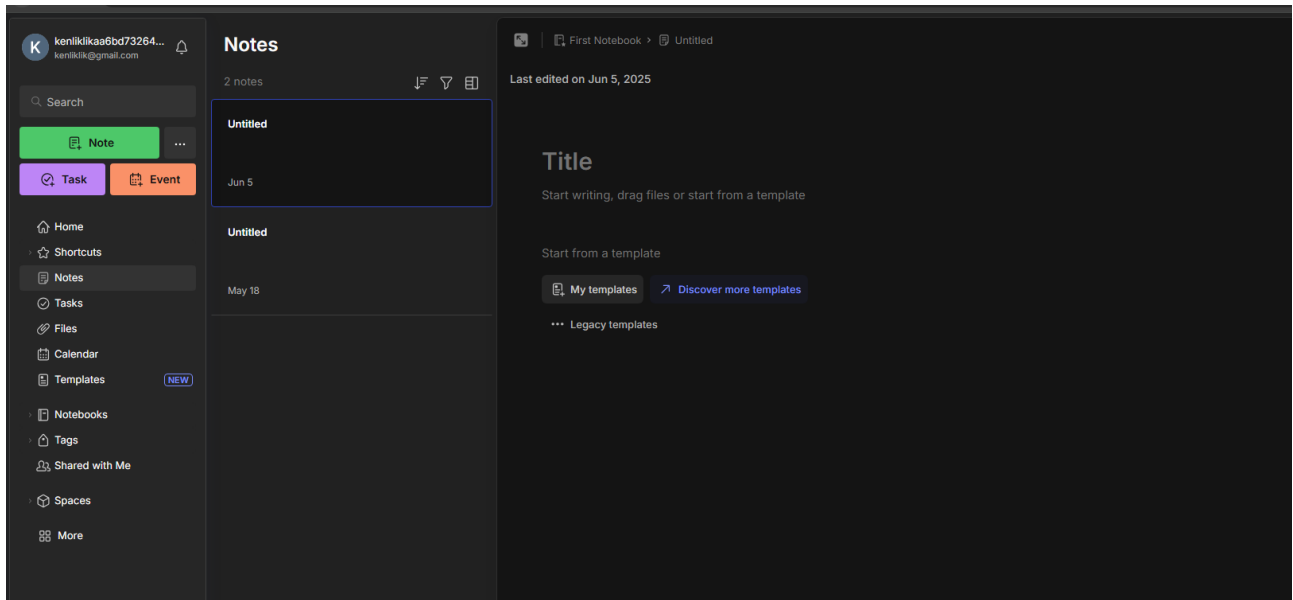 K
kenliklikaa6bd73264...
kenliklik@gmail.com
Search
Note
...
Task
Event
Home
Shortcuts
Notes
Tasks
Files
Calendar
Templates
NEW
Notebooks
Tags
Shared with Me
Spaces
More
Notes
2 notes
Untitled
Jun 5
Untitled
May 18
First Notebook > Untitled
Last edited on Jun 5, 2025
Title
Start writing, drag files or start from a template
Start from a template
My templates
Discover more templates
... Legacy templates